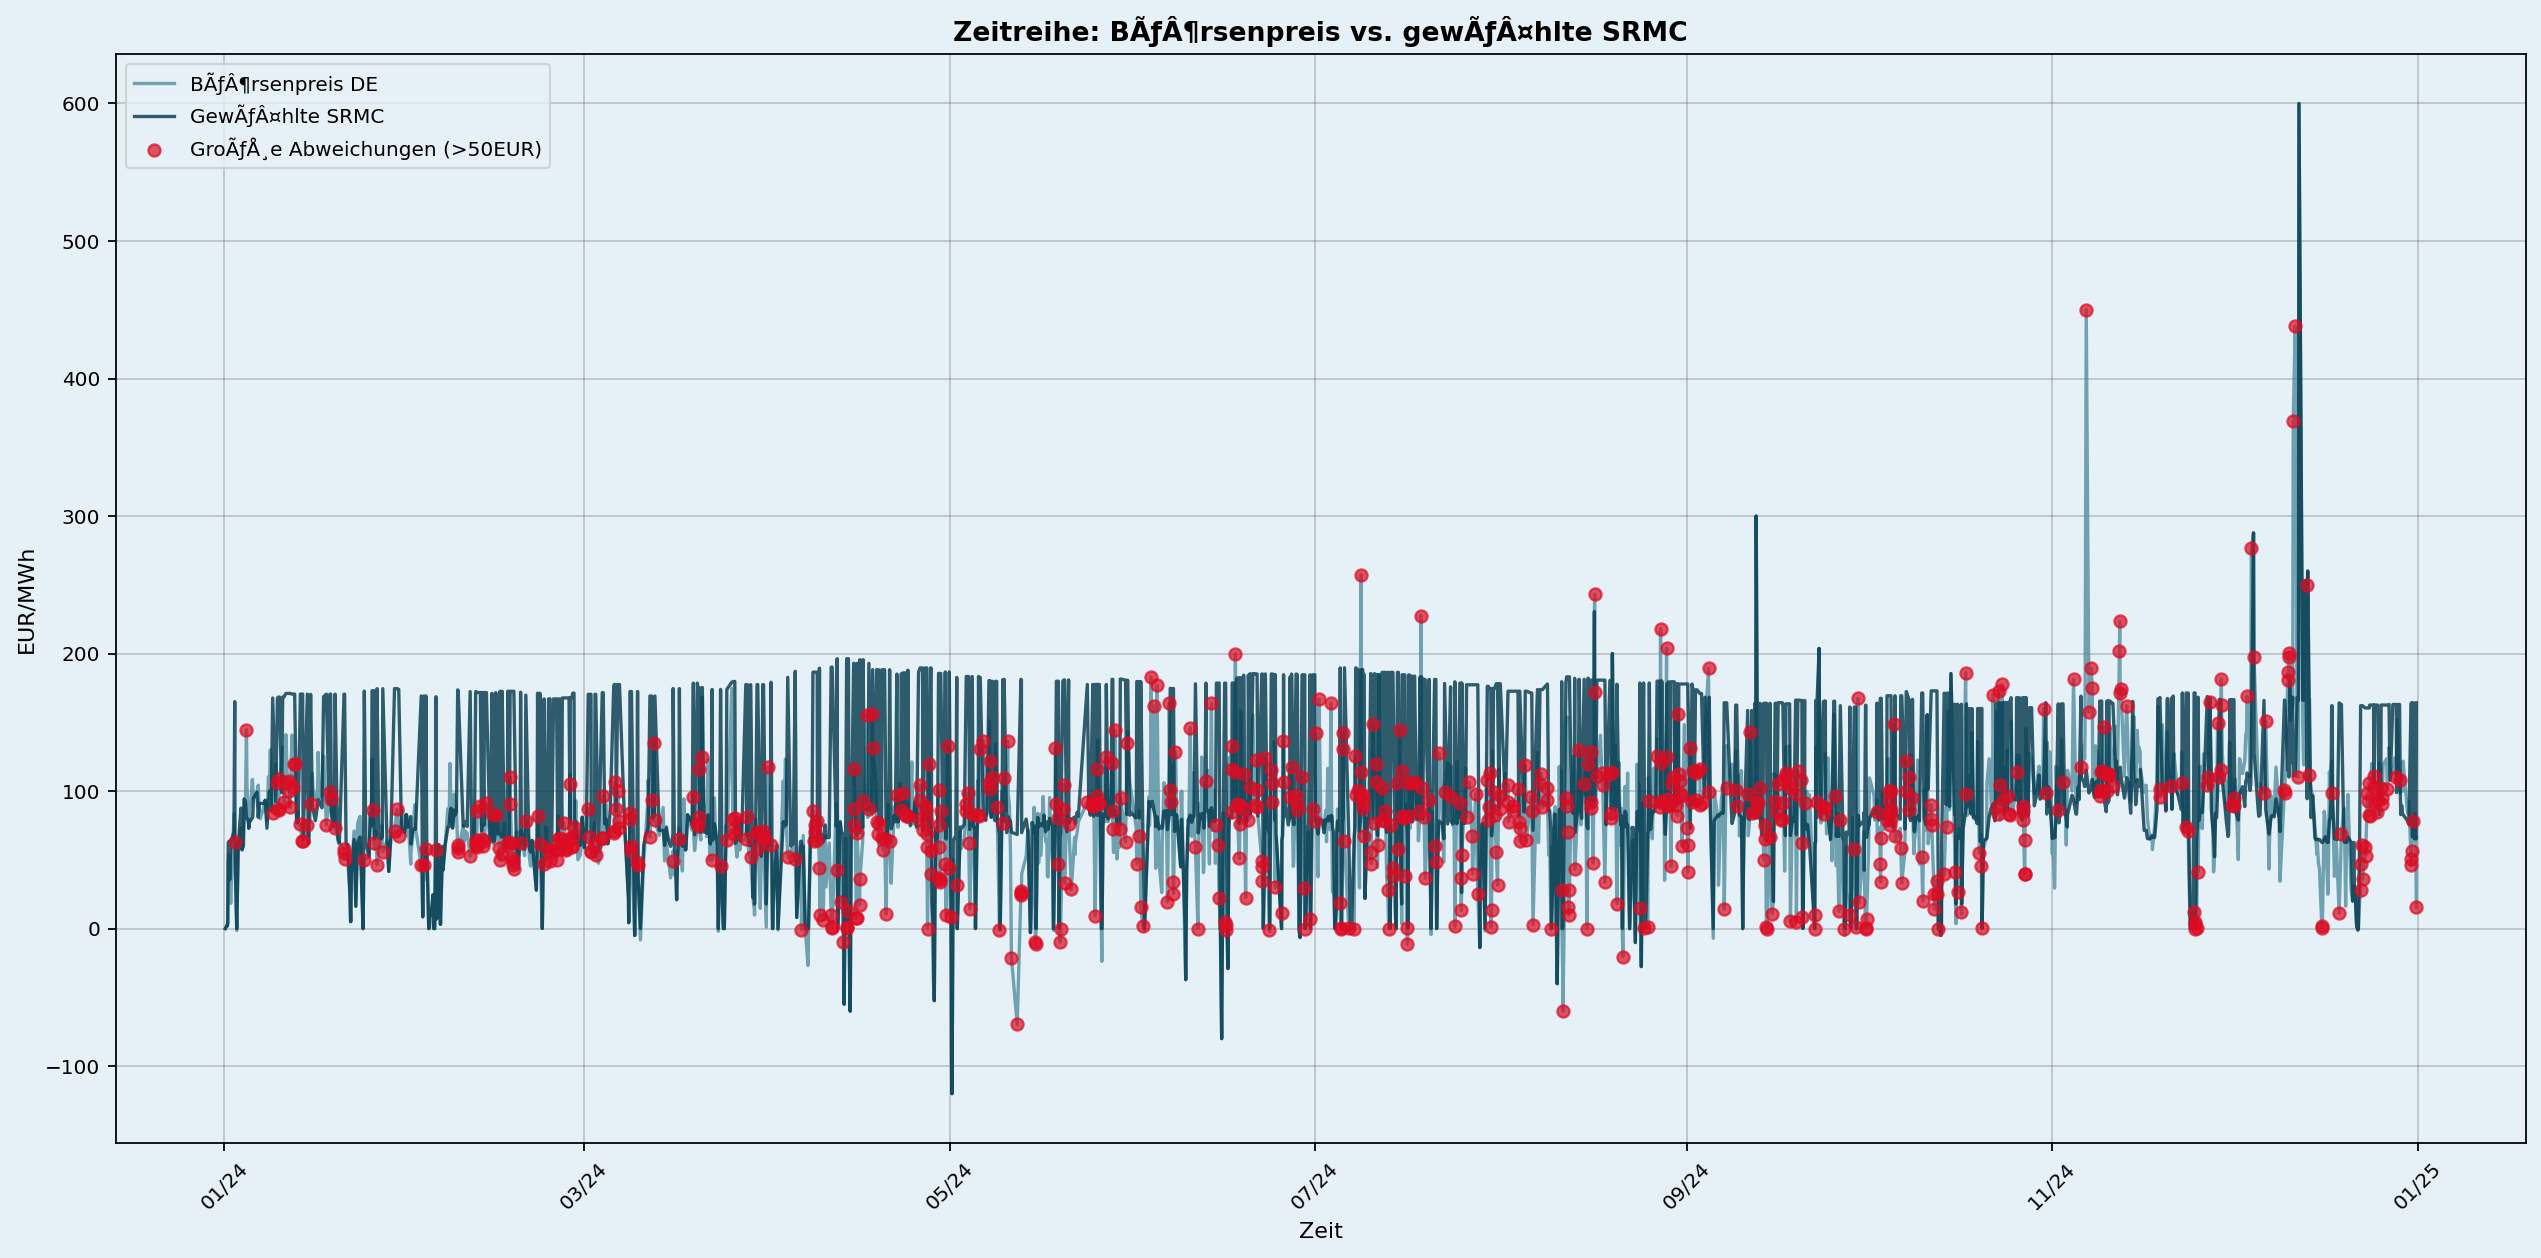 Zeitreihe: BÃƒÂ¶rsenpreis vs. gewÃƒÂ¤hlte SRMC
BÃƒÂ¶rsenpreis DE
GewÃƒÂ¤hlte SRMC
GroÃƒÅ¸e Abweichungen (>50EUR)
600
500
400
300
200
100
0
−100
EUR/MWh
01/24
03/24
05/24
07/24
09/24
11/24
01/25
Zeit